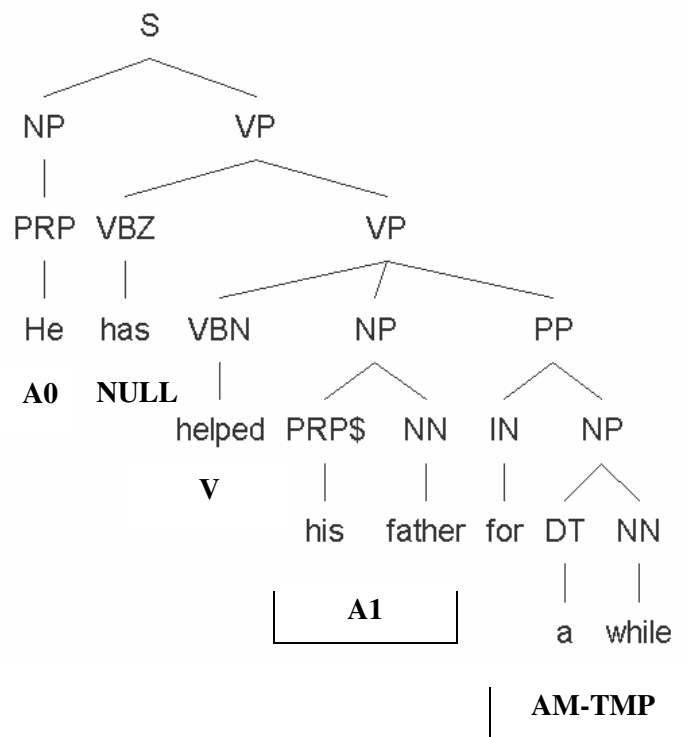 S
NP VP
PRP VBZ VP
He has VBN NP PP
A0 NULL
helped PRP$ NN IN NP
V
his father for DT NN
A1
a while
AM-TMP